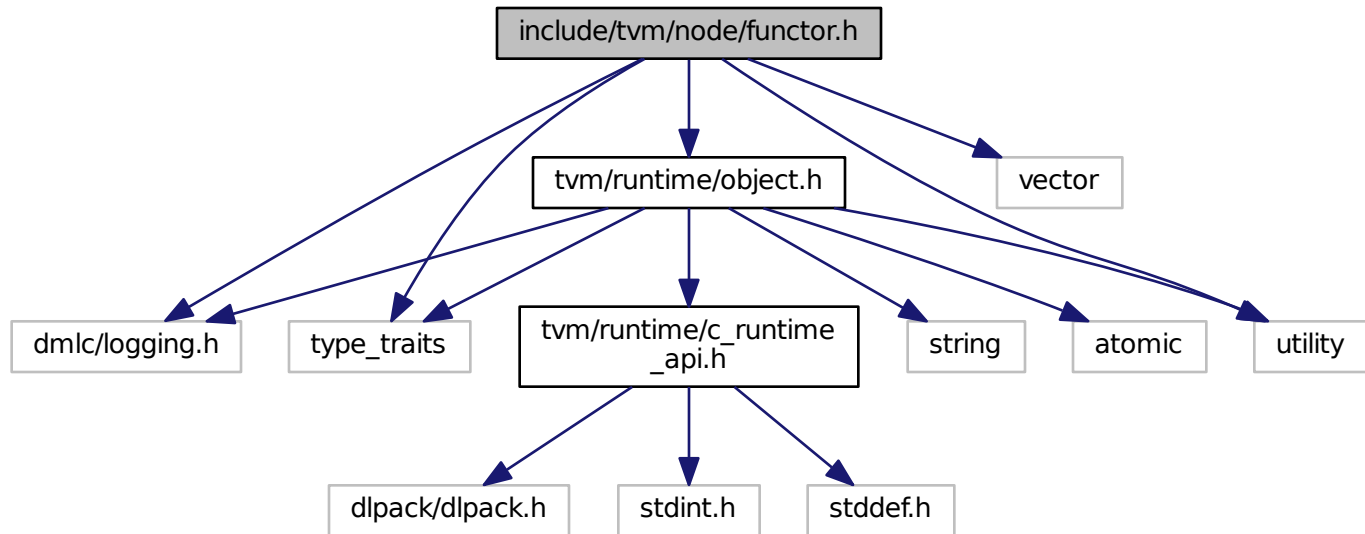 include/tvm/node/functor.h
tvm/runtime/object.h
vector
dmlc/logging.h
type_traits
tvm/runtime/c_runtime
_api.h
string
atomic
utility
dlpack/dlpack.h
stdint.h
stddef.h